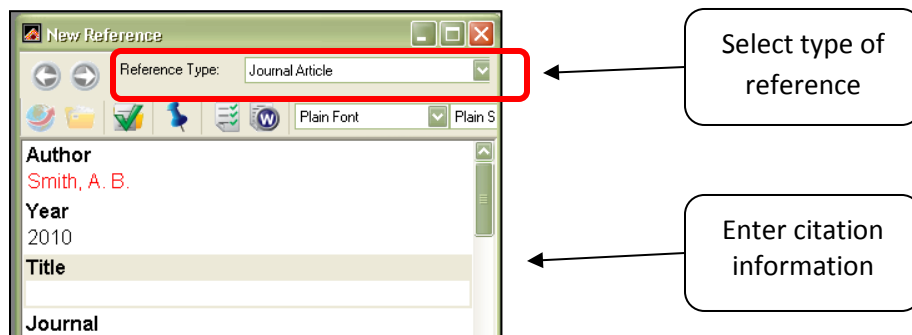 New Reference
Reference Type: Journal Article
Plain Font Plain S
Author
Smith, A. B.
Year
2010
Title
Journal
Select type of
reference
Enter citation
information